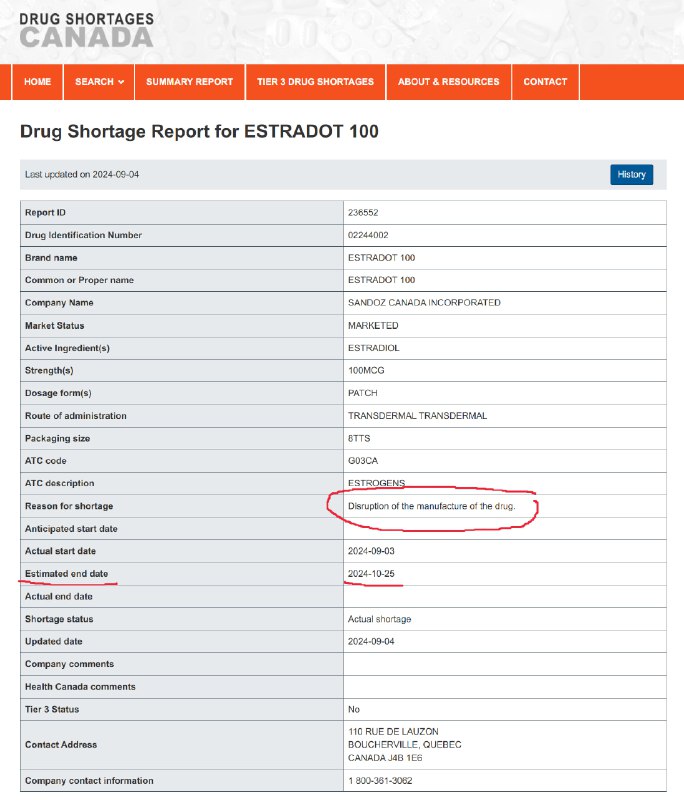 DRUG SHORTAGES
CANADA
HOME
SEARCH
SUMMARY REPORT
TIER 3 DRUG SHORTAGES
ABOUT & RESOURCES
CONTACT
Drug Shortage Report for ESTRADOT 100
Last updated on 2024-09-04
History
Report ID 236552
Drug Identification Number 02244002
Brand name ESTRADOT 100
Common or Proper name ESTRADOT 100
Company Name SANDOZ CANADA INCORPORATED
Market Status MARKETED
Active Ingredient(s) ESTRADIOL
Strength(s) 100MCG
Dosage form(s) PATCH
Route of administration TRANSDERMAL TRANSDERMAL
Packaging size 8TTS
ATC code G03CA
ATC description ESTROGENS
Reason for shortage Disruption of the manufacture of the drug.
Anticipated start date
Actual start date 2024-09-03
Estimated end date 2024-10-25
Actual end date
Shortage status Actual shortage
Updated date 2024-09-04
Company comments
Health Canada comments
Tier 3 Status No
Contact Address 110 RUE DE LAUZON
BOUCHERVILLE, QUEBEC
CANADA J4B 1E6
Company contact information 1 800-361-3062